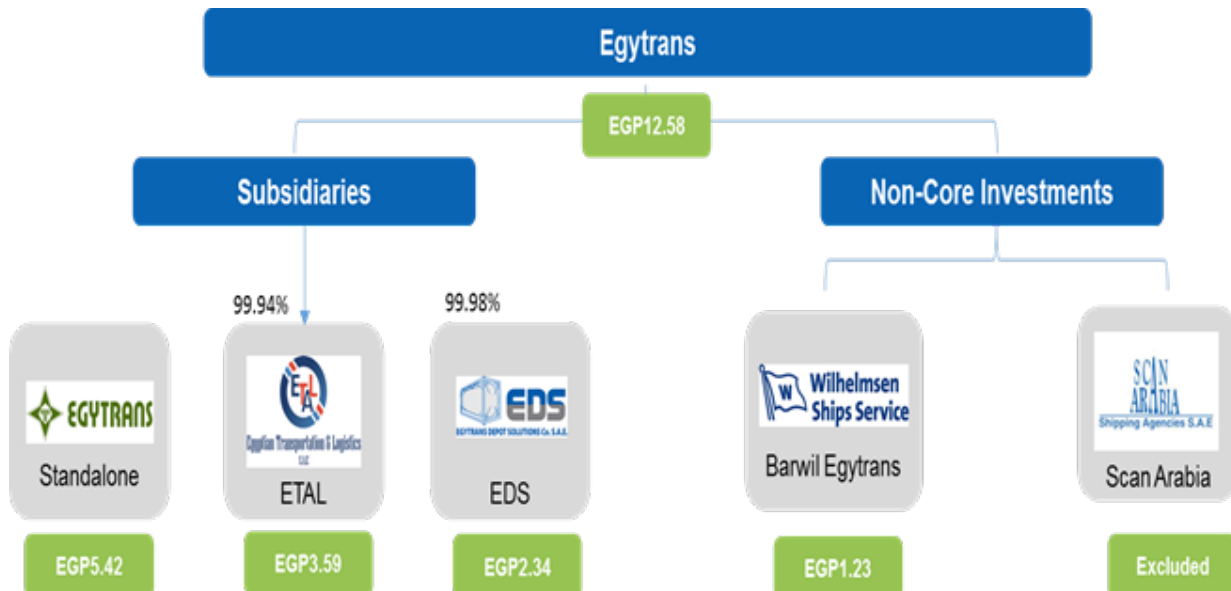 Egytrans
EGP12.58
Subsidiaries
Non-Core Investments
99.94%
99.98%
EGYTRANS
Standalone
ETAL
Egyptian Transportation & Logistics
ETAL
EDS
EGYTRANS DEPOT SOLUTIONS Co. S.A.E.
EDS
W
Wilhelmsen
Ships Service
Barwil Egytrans
SCAN
ARABIA
Shipping Agencies S.A.E
Scan Arabia
EGP5.42
EGP3.59
EGP2.34
EGP1.23
Excluded